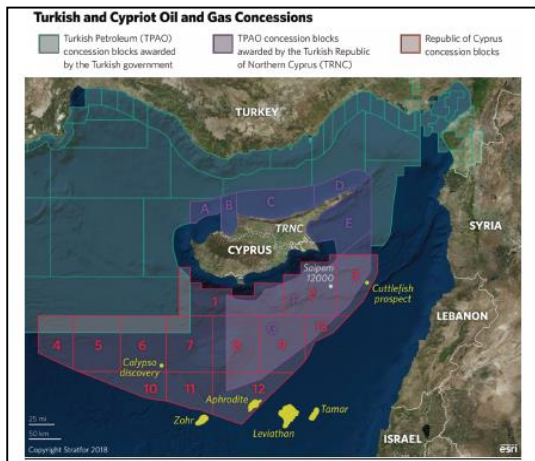 Turkish and Cypriot Oil and Gas Concessions
Turkish Petroleum (TPAO)
concession blocks awarded
by the Turkish government
TPAO concession blocks
awarded by the Turkish Republic
of Northern Cyprus (TRNC)
Republic of Cyprus
concession blocks
TURKEY
A
B
C
D
E
TRNC
CYPRUS
SYRIA
Saipem
12000
Cuttlefish
prospect
1
2
3
F
G
LEBANON
4
5
6
7
8
9
13
Calypso
discovery
10
11
12
Aphrodite
Zohr
Leviathan
Tamar
25 mi
50 km
ISRAEL
Copyright Stratfor 2018
esri